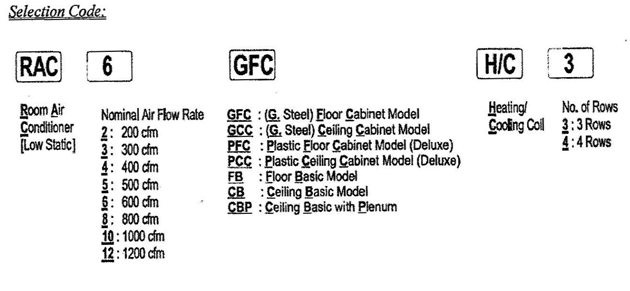 Selection Code:
RAC 6 GFC H/C 3
Room Air
Conditioner
[Low Static]
Nominal Air Flow Rate
2: 200 cfm
3: 300 cfm
4: 400 cfm
5: 500 cfm
6: 600 cfm
8: 800 cfm
10: 1000 cfm
12: 1200 cfm
GFC : (G. Steel) Floor Cabinet Model
GCC : (G. Steel) Ceiling Cabinet Model
PFC : Plastic Floor Cabinet Model (Deluxe)
PCC : Plastic Ceiling Cabinet Model (Deluxe)
FB : Floor Basic Model
CB : Ceiling Basic Model
CBP : Ceiling Basic with Plenum
Heating/
Cooling Coil
No. of Rows
3 : 3 Rows
4 : 4 Rows